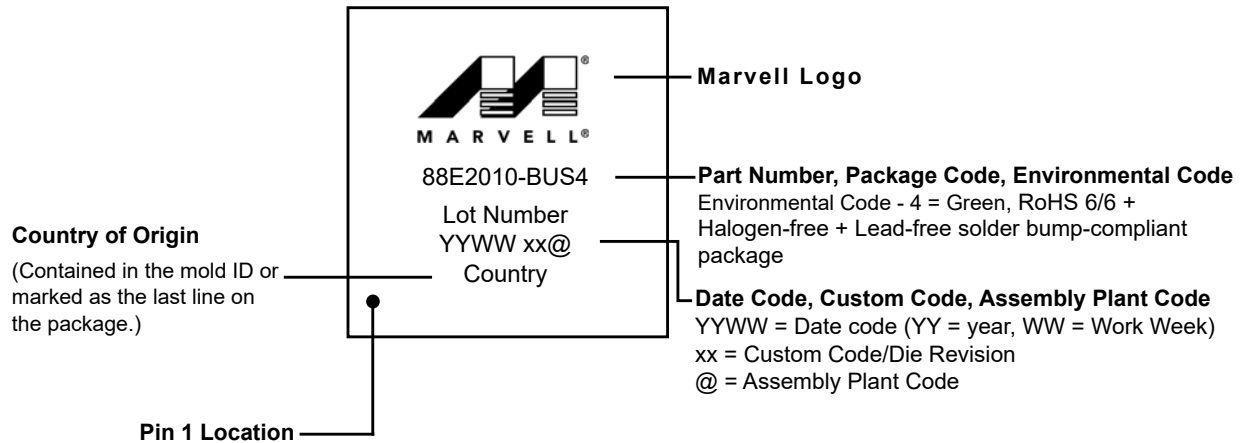 MARVELL®
®
Marvell Logo
88E2010-BUS4
Part Number, Package Code, Environmental Code
Environmental Code - 4 = Green, RoHS 6/6 +
Halogen-free + Lead-free solder bump-compliant
package
Lot Number
YYWW xx@
Country
Country of Origin
(Contained in the mold ID or
marked as the last line on
the package.)
Date Code, Custom Code, Assembly Plant Code
YYWW = Date code (YY = year, WW = Work Week)
xx = Custom Code/Die Revision
@ = Assembly Plant Code
Pin 1 Location